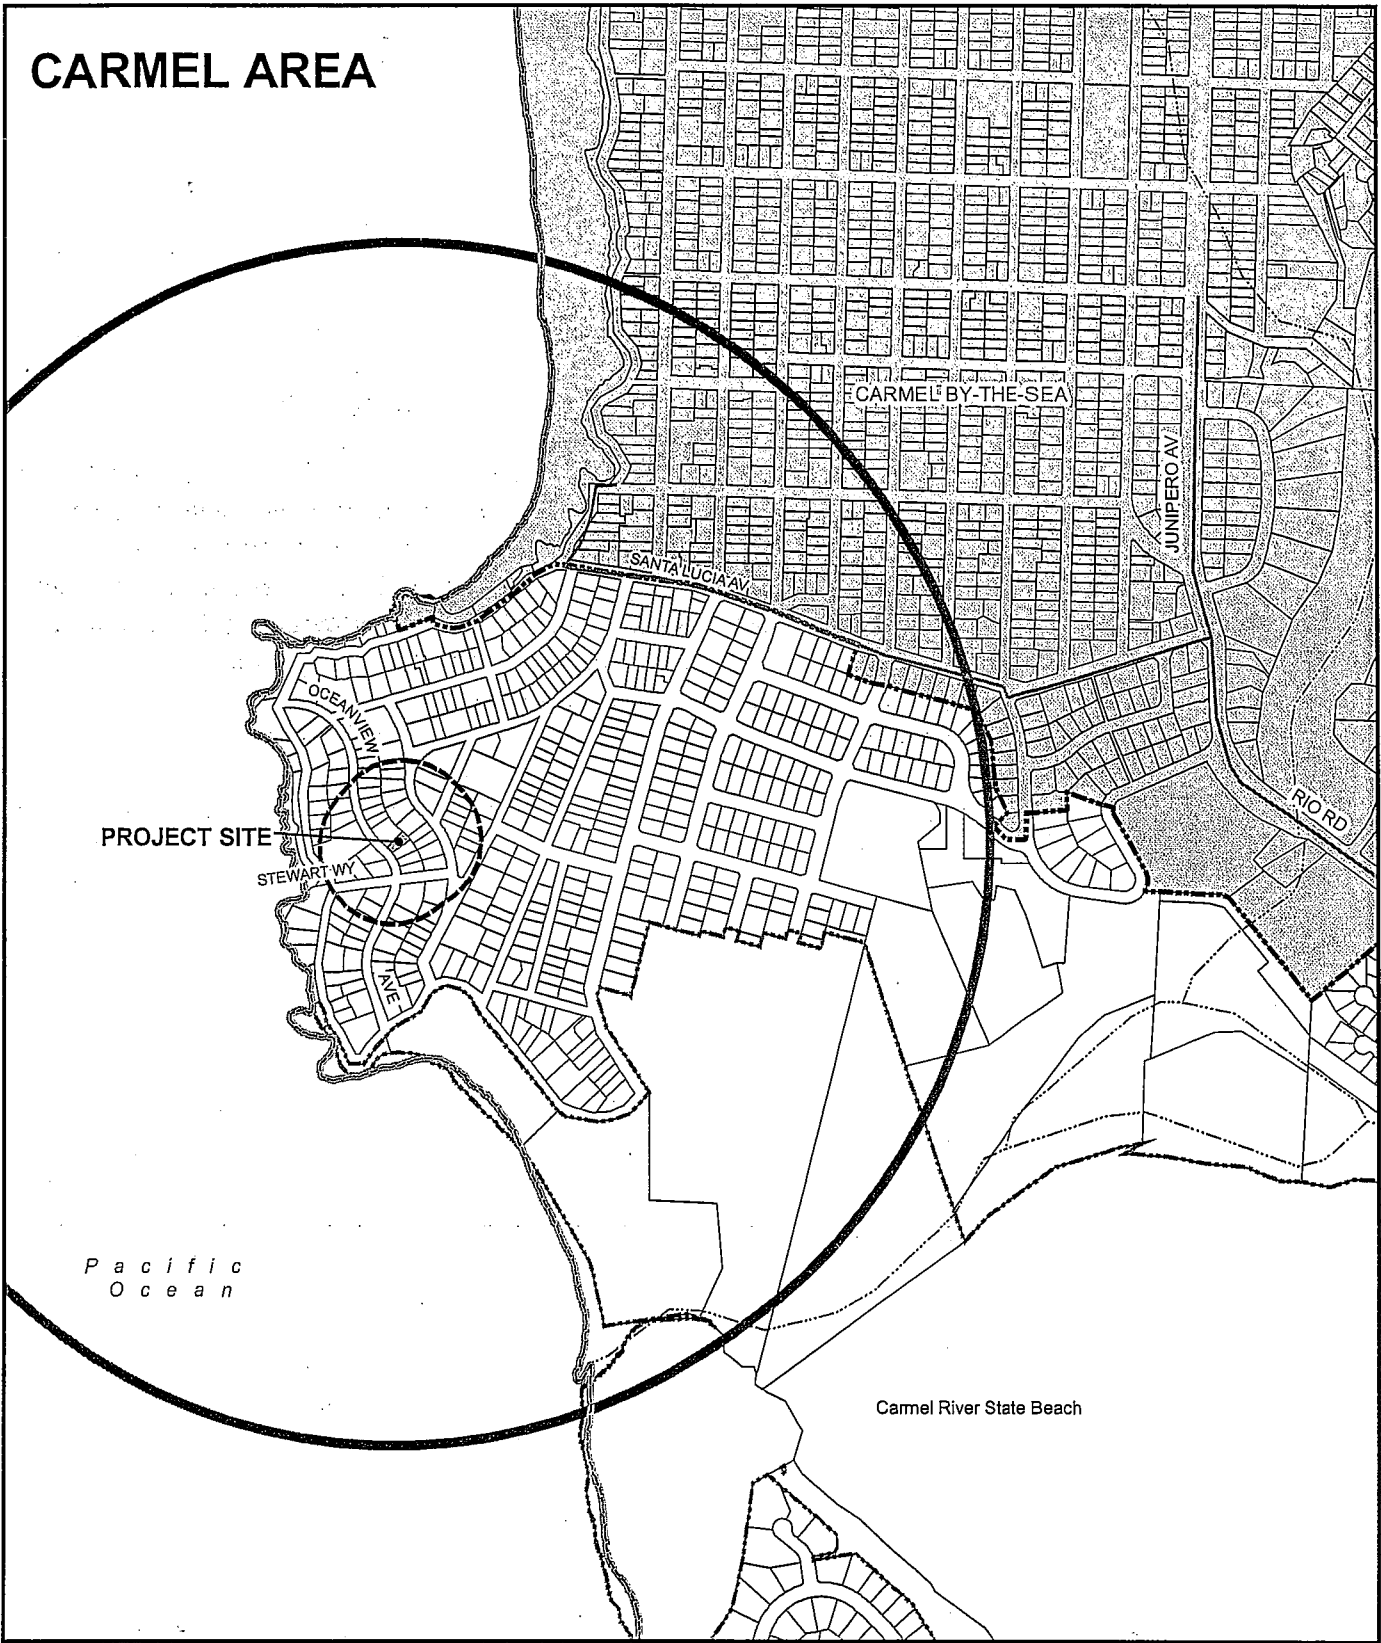 CARMEL AREA
CARMEL BY-THE-SEA
JUNIPERO AV
SANTA LUCIA AV
OCEANVIEW
PROJECT SITE
STEWART WY
RIO RD
AVE
Pacific
Ocean
Carmel River State Beach